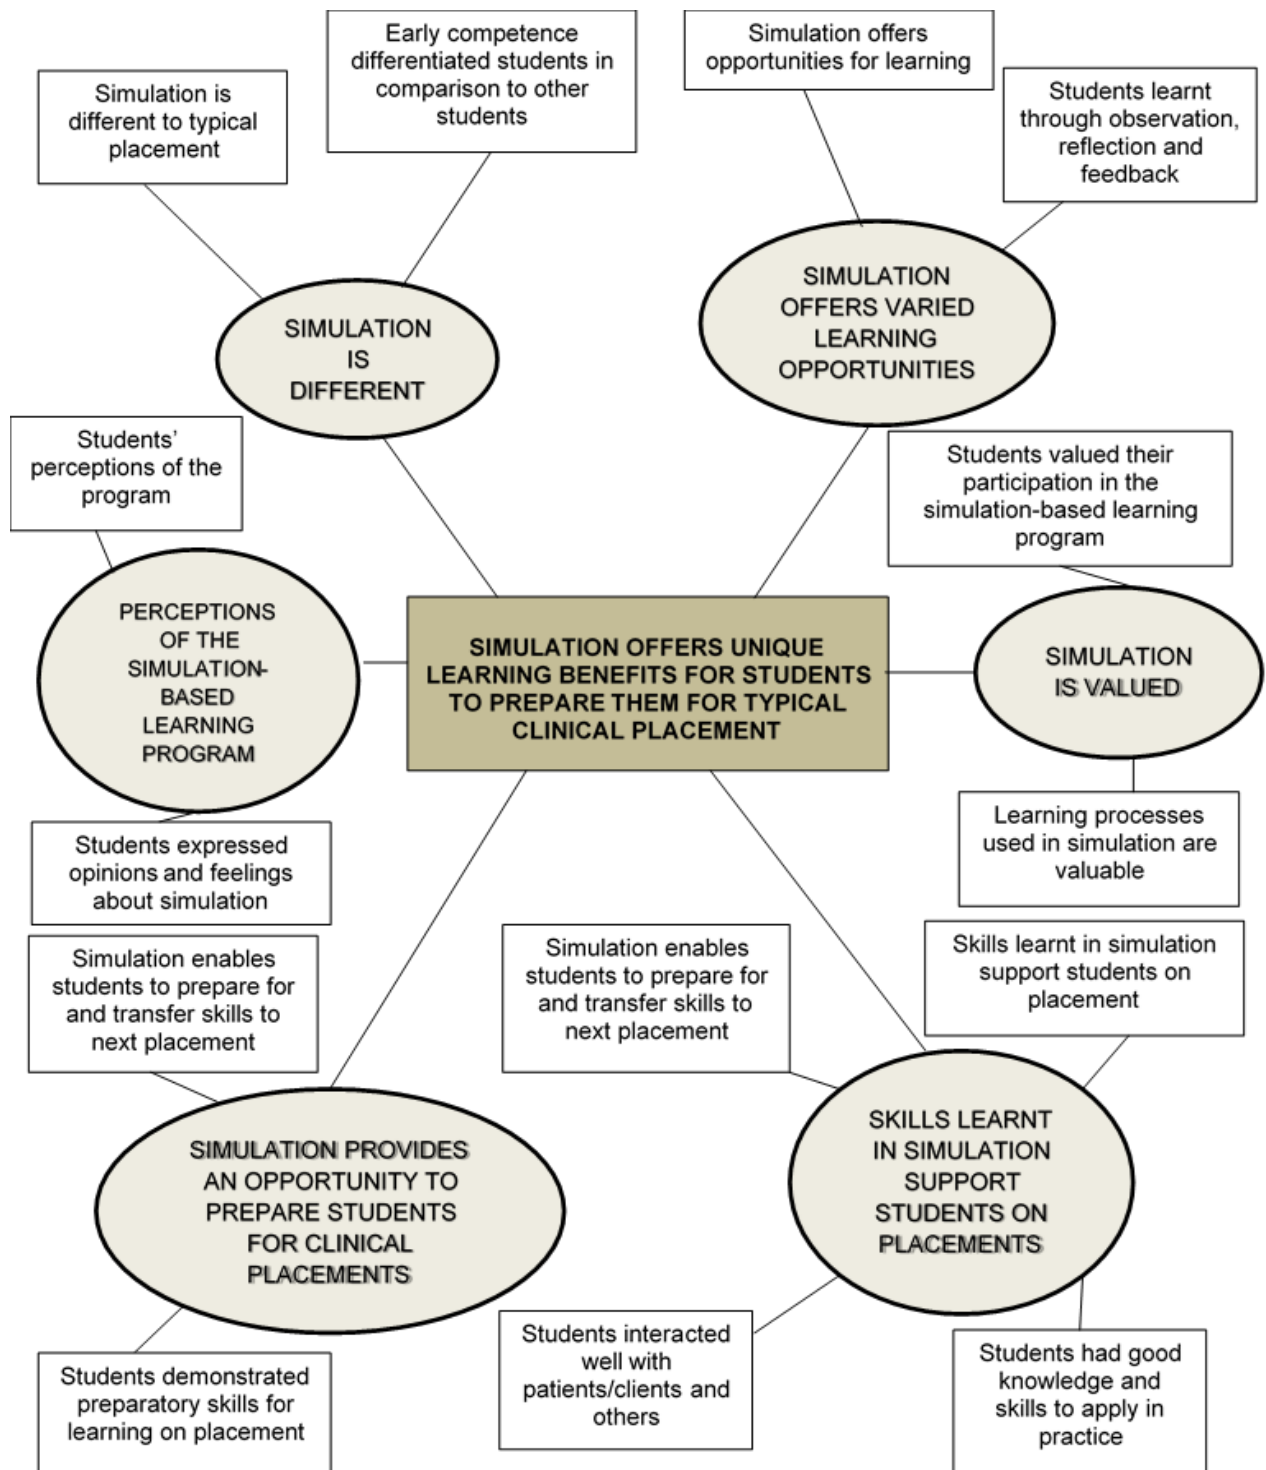 Early competence
differentiated students in
comparison to other
students
Simulation offers
opportunities for learning
Simulation is
different to typical
placement
Students learnt
through observation,
reflection and
feedback
SIMULATION
IS
DIFFERENT
SIMULATION
OFFERS VARIED
LEARNING
OPPORTUNITIES
Students’
perceptions of the
program
Students valued their
participation in the
simulation-based learning
program
PERCEPTIONS
OF THE
SIMULATION-
BASED
LEARNING
PROGRAM
SIMULATION OFFERS UNIQUE
LEARNING BENEFITS FOR STUDENTS
TO PREPARE THEM FOR TYPICAL
CLINICAL PLACEMENT
SIMULATION
IS VALUED
Students expressed
opinions and feelings
about simulation
Learning processes
used in simulation are
valuable
Simulation enables
students to prepare for
and transfer skills to
next placement
Simulation enables
students to prepare for
and transfer skills to
next placement
Skills learnt in simulation
support students on
placement
SIMULATION PROVIDES
AN OPPORTUNITY TO
PREPARE STUDENTS
FOR CLINICAL
PLACEMENTS
SKILLS LEARNT
IN SIMULATION
SUPPORT
STUDENTS ON
PLACEMENTS
Students demonstrated
preparatory skills for
learning on placement
Students interacted
well with
patients/clients and
others
Students had good
knowledge and
skills to apply in
practice